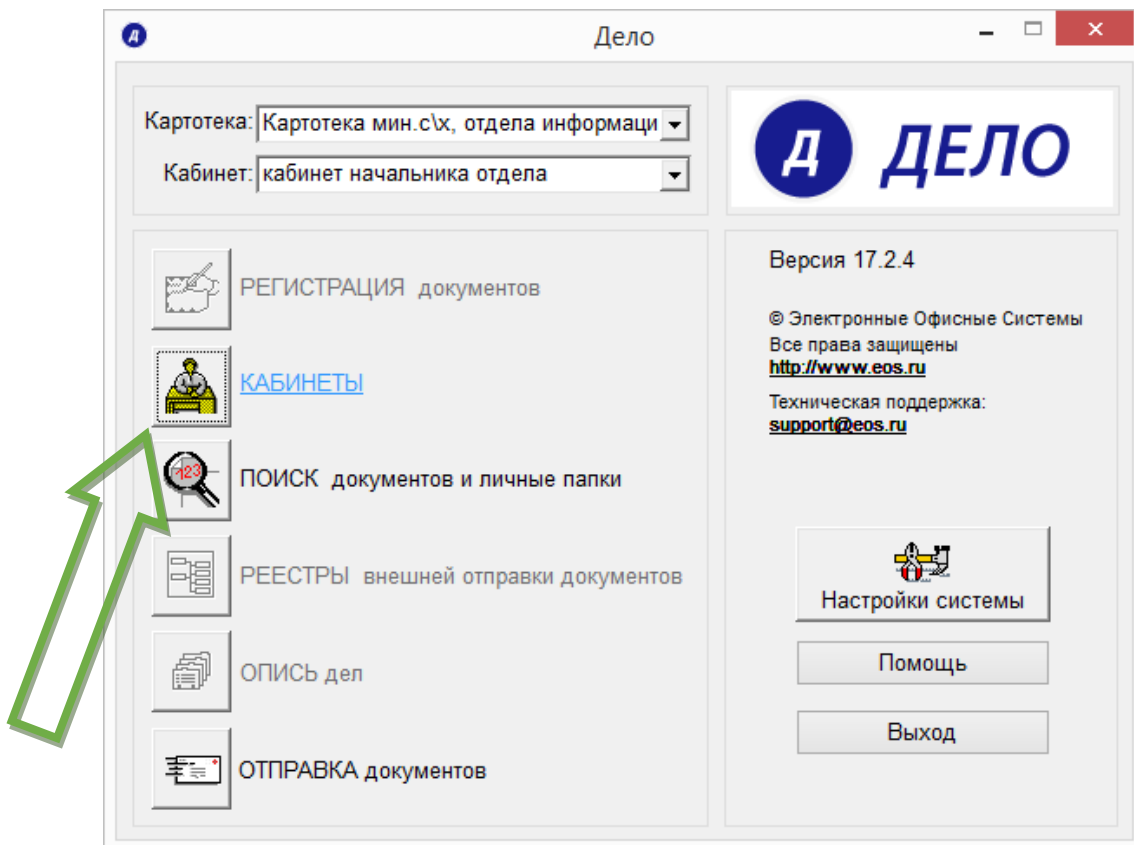 Дело
Картотека: Картотека мин.с\х, отдела информаци
Кабинет: кабинет начальника отдела
Д ДЕЛО
РЕГИСТРАЦИЯ документов
КАБИНЕТЫ
ПОИСК документов и личные папки
РЕЕСТРЫ внешней отправки документов
ОПИСЬ дел
ОТПРАВКА документов
Версия 17.2.4
© Электронные Офисные Системы
Все права защищены
http://www.eos.ru
Техническая поддержка:
support@eos.ru
Настройки системы
Помощь
Выход